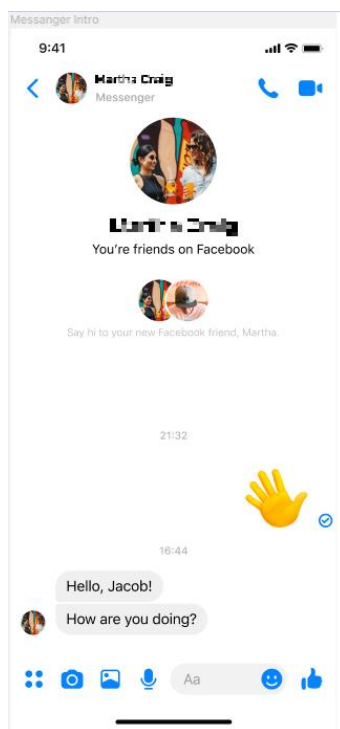 Messanger Intro
9:41
Messenger
You're friends on Facebook
Say hi to your new Facebook friend, Martha.
21:32
16:44
Hello, Jacob!
How are you doing?
Aa